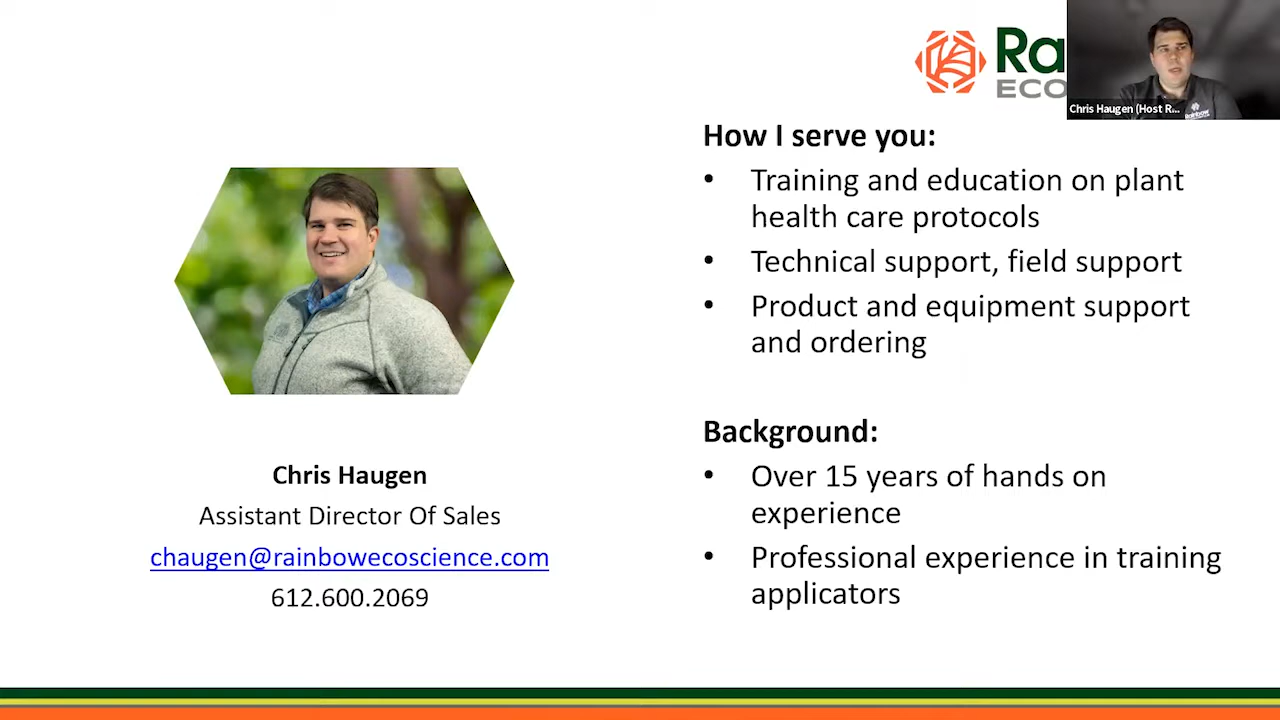 Ra
ECO
Chris Haugen (Host R...
Rainbow
How I serve you:
• Training and education on plant
health care protocols
• Technical support, field support
• Product and equipment support
and ordering
Background:
• Over 15 years of hands on
experience
• Professional experience in training
applicators
Chris Haugen
Assistant Director Of Sales
chaugen@rainbowecoscience.com
612.600.2069